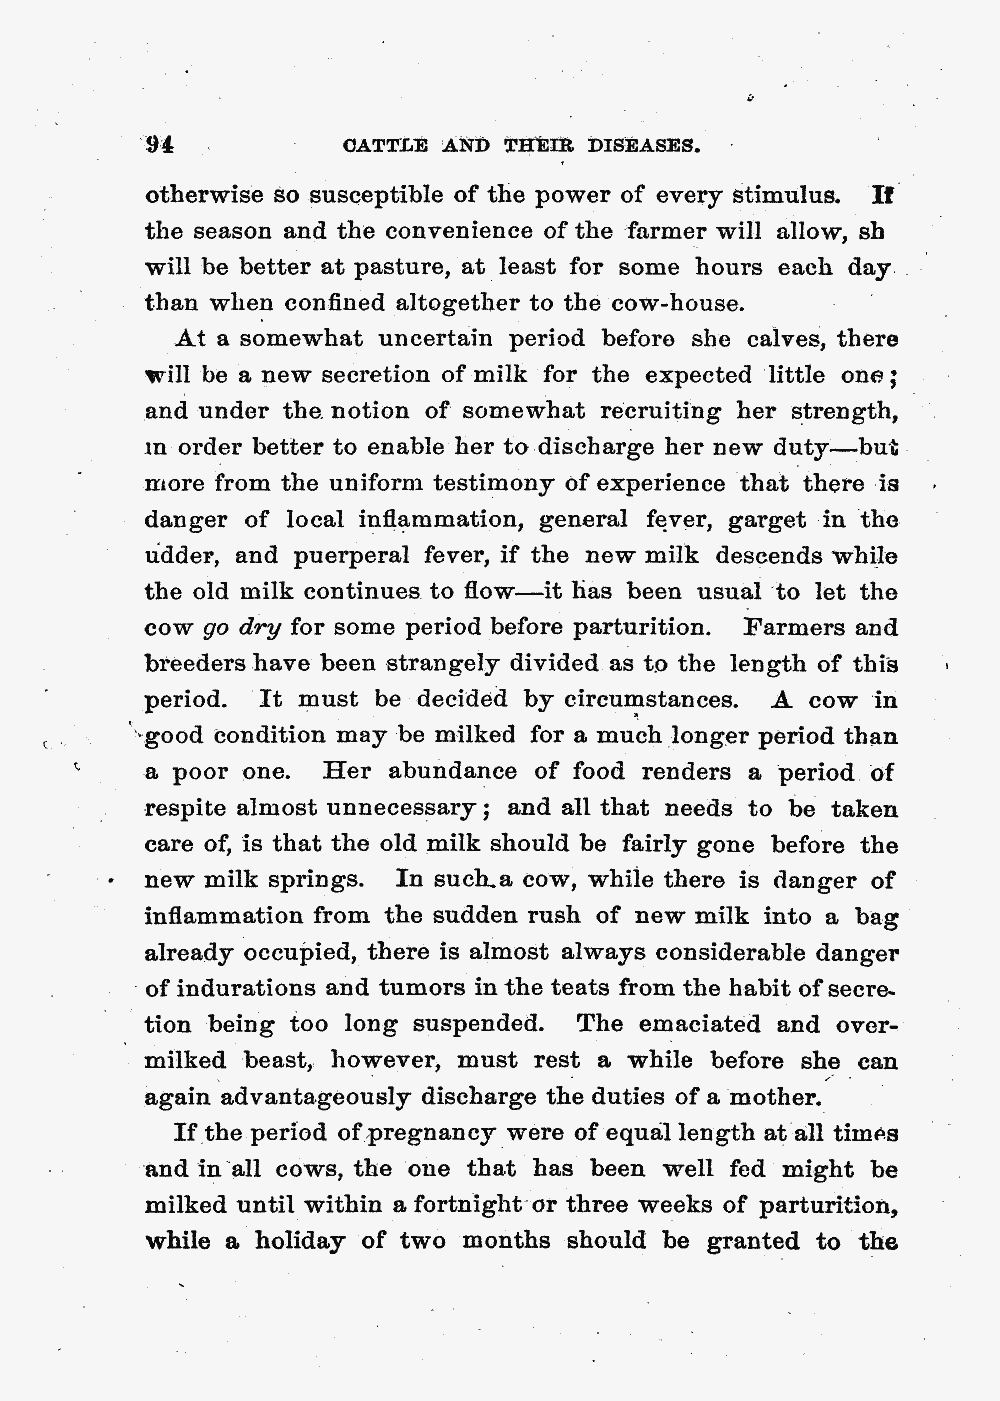 94 CATTLE AND THEIR DISEASES.
otherwise so susceptible of the power of every stimulus. If
the season and the convenience of the farmer will allow, sh
will be better at pasture, at least for some hours each day
than when confined altogether to the cow-house.
At a somewhat uncertain period before she calves, there
will be a new secretion of milk for the expected little one;
and under the notion of somewhat recruiting her strength,
in order better to enable her to discharge her new duty—but
more from the uniform testimony of experience that there is
danger of local inflammation, general fever, garget in the
udder, and puerperal fever, if the new milk descends while
the old milk continues to flow—it has been usual to let the
cow go dry for some period before parturition. Farmers and
breeders have been strangely divided as to the length of this
period. It must be decided by circumstances. A cow in
good condition may be milked for a much longer period than
a poor one. Her abundance of food renders a period of
respite almost unnecessary; and all that needs to be taken
care of, is that the old milk should be fairly gone before the
new milk springs. In such a cow, while there is danger of
inflammation from the sudden rush of new milk into a bag
already occupied, there is almost always considerable danger
of indurations and tumors in the teats from the habit of secre-
tion being too long suspended. The emaciated and over-
milked beast, however, must rest a while before she can
again advantageously discharge the duties of a mother.
If the period of pregnancy were of equal length at all times
and in all cows, the one that has been well fed might be
milked until within a fortnight or three weeks of parturition,
while a holiday of two months should be granted to the